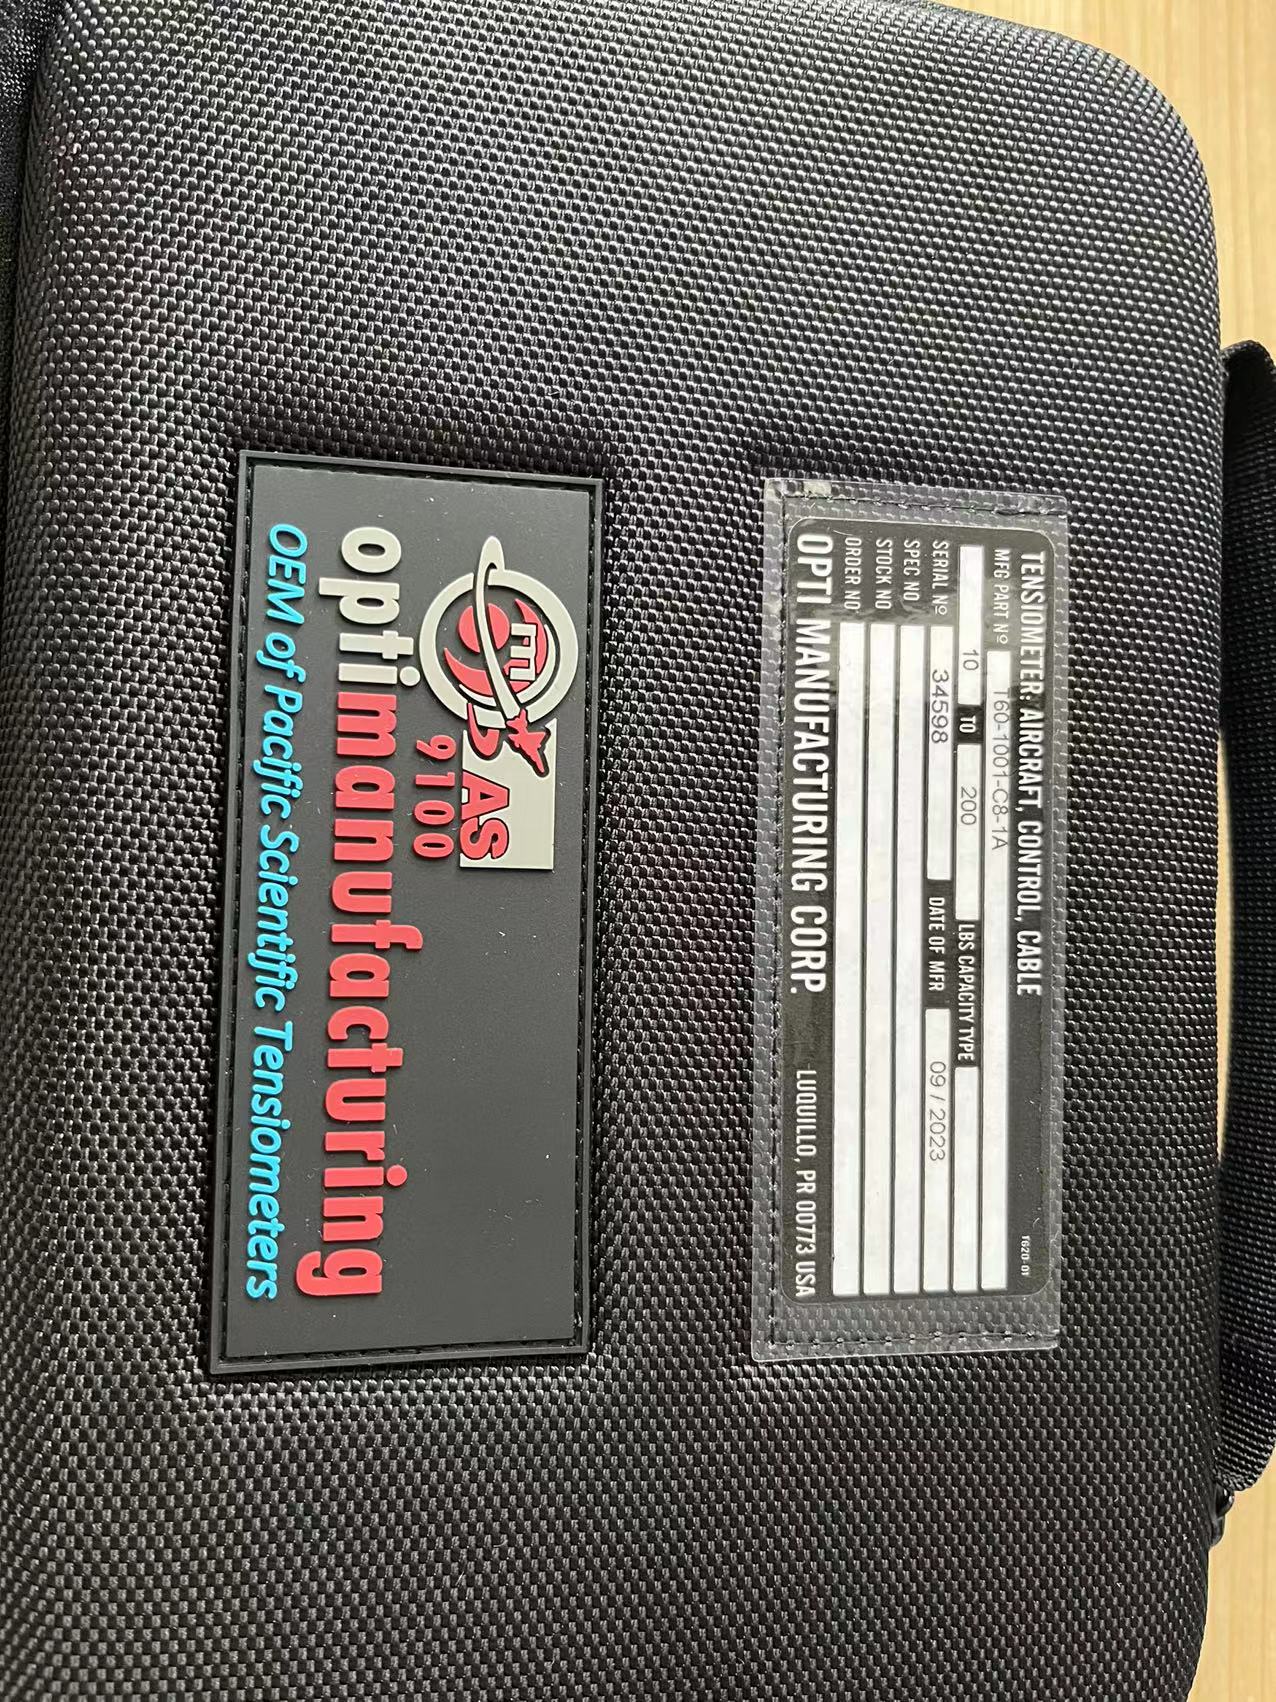 TENSIOMETER: AIRCRAFT, CONTROL, CABLE
T620-01
MFG PART Nº T60-1001-C8-1A
10 TO 200 LBS CAPACITY TYPE
SERIAL Nº 34598 DATE OF MFR 09 / 2023
SPEC NO
STOCK NO
ORDER NO
OPTI MANUFACTURING CORP. LUQUILLO, PR 00773 USA
AS
9100
optimanufacturing
OEM of Pacific Scientific Tensiometers